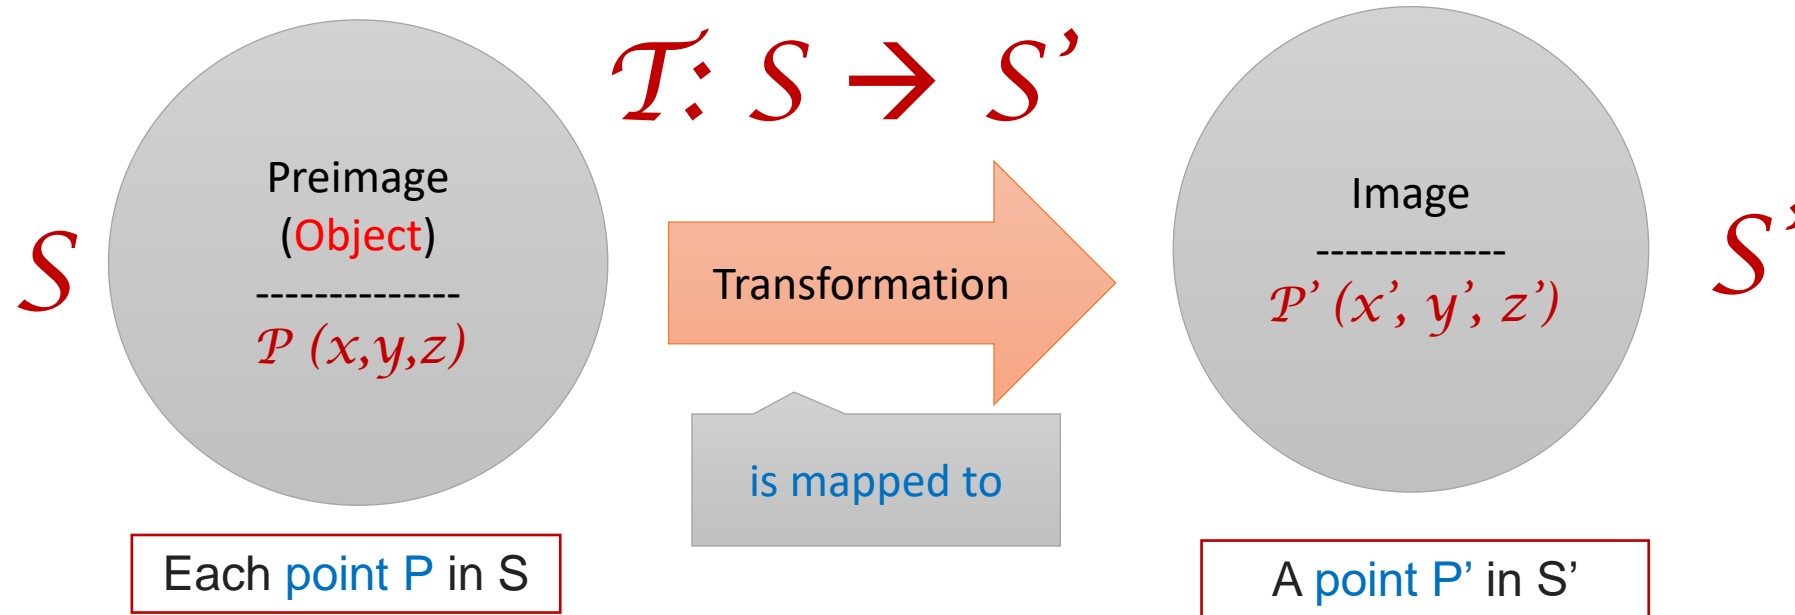 T: S → S’
S
Preimage
(Object)
--------------
P (x,y,z)
Transformation
is mapped to
Image
-------------
P’ (x’, y’, z’)
S’
Each point P in S
A point P’ in S’